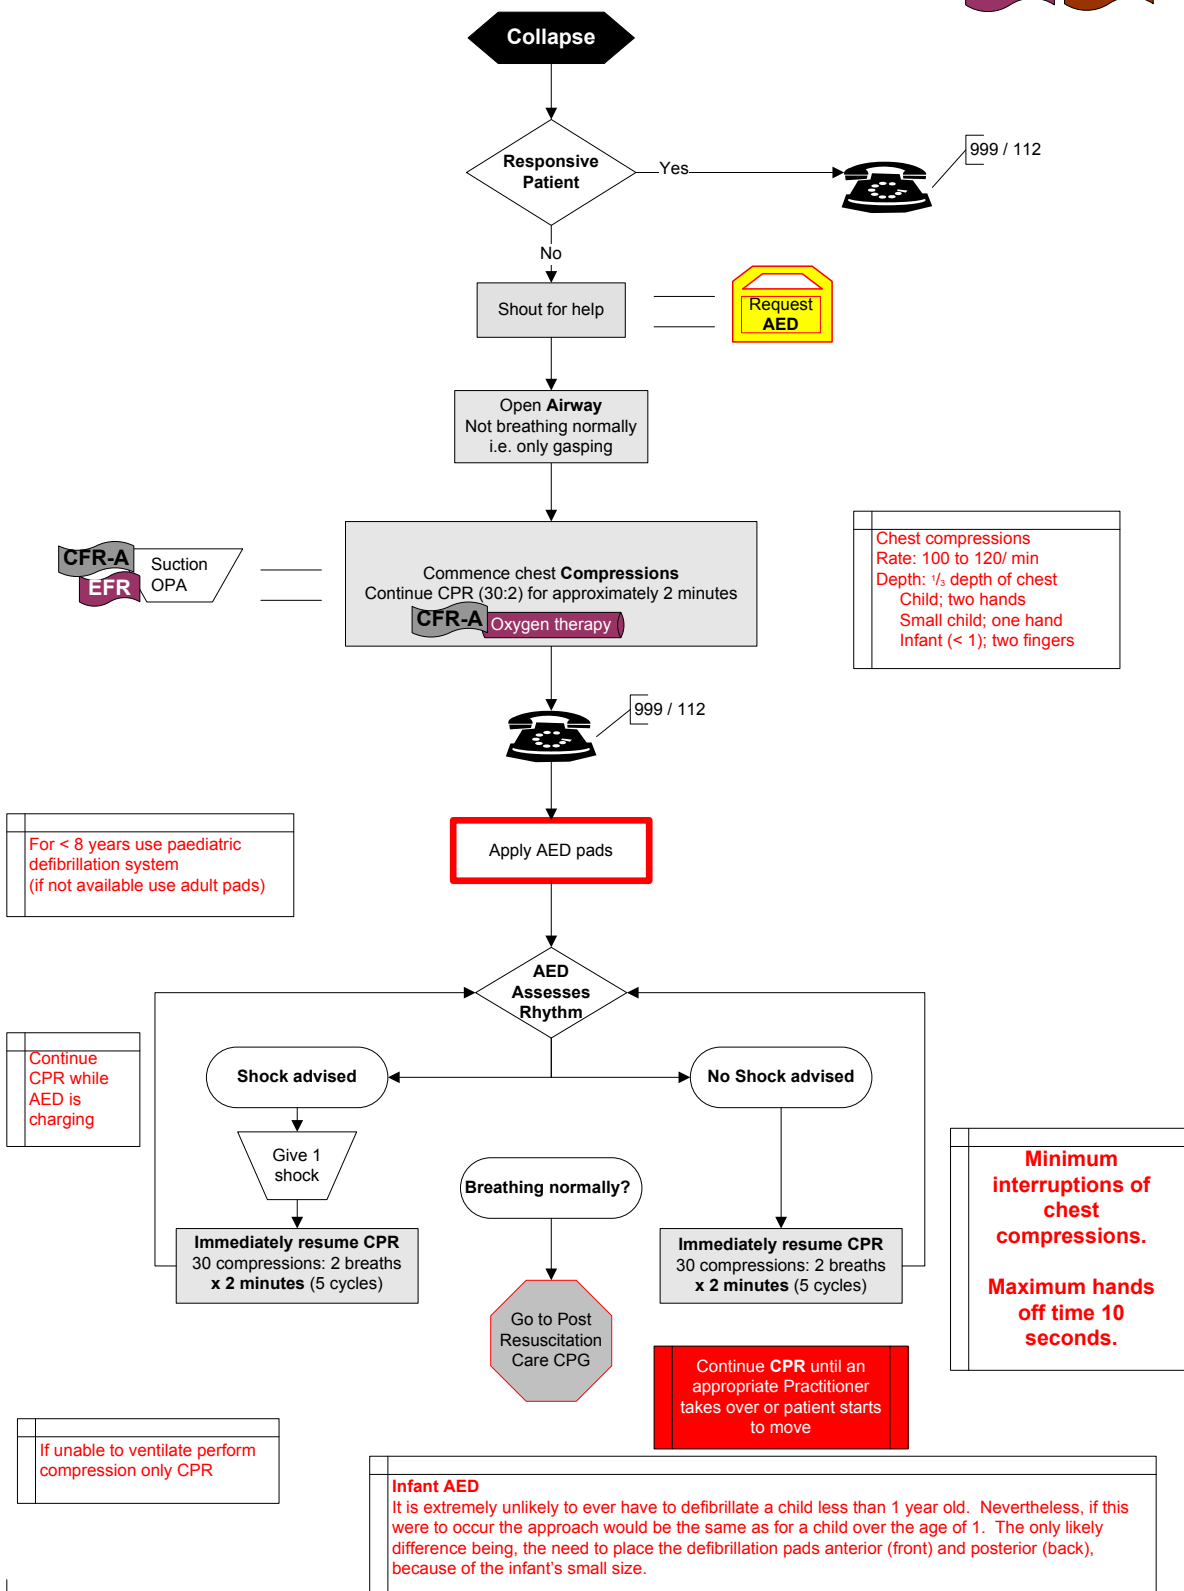 Collapse
Responsive
Patient
Yes
999 / 112
No
Shout for help
Request
AED
Open Airway
Not breathing normally
i.e. only gasping
CFR-A
EFR
Suction
OPA
Commence chest Compressions
Continue CPR (30:2) for approximately 2 minutes
CFR-A
Oxygen therapy
Chest compressions
Rate: 100 to 120/ min
Depth: 1/3 depth of chest
Child; two hands
Small child; one hand
Infant (< 1); two fingers
999 / 112
For < 8 years use paediatric
defibrillation system
(if not available use adult pads)
Apply AED pads
AED
Assesses
Rhythm
Continue
CPR while
AED is
charging
Shock advised
No Shock advised
Give 1
shock
Breathing normally?
Immediately resume CPR
30 compressions: 2 breaths
x 2 minutes (5 cycles)
Immediately resume CPR
30 compressions: 2 breaths
x 2 minutes (5 cycles)
Minimum
interruptions of
chest
compressions.
Maximum hands
off time 10
seconds.
Go to Post
Resuscitation
Care CPG
Continue CPR until an
appropriate Practitioner
takes over or patient starts
to move
If unable to ventilate perform
compression only CPR
Infant AED
It is extremely unlikely to ever have to defibrillate a child less than 1 year old. Nevertheless, if this
were to occur the approach would be the same as for a child over the age of 1. The only likely
difference being, the need to place the defibrillation pads anterior (front) and posterior (back),
because of the infant's small size.